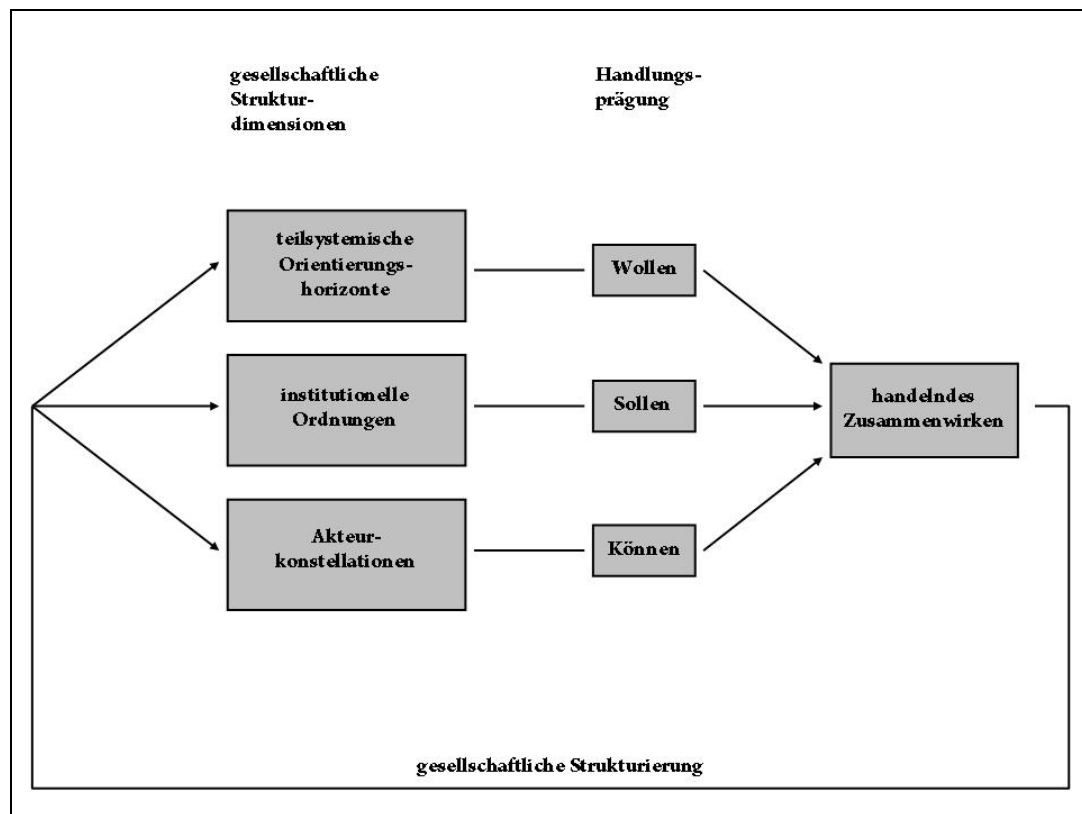 gesellschaftliche
Struktur-
dimensionen
Handlungs-
prägung
teilsystemische
Orientierungs-
horizonte
Wollen
institutionelle
Ordnungen
Sollen
handelndes
Zusammenwirken
Akteur-
konstellationen
Können
gesellschaftliche Strukturierung